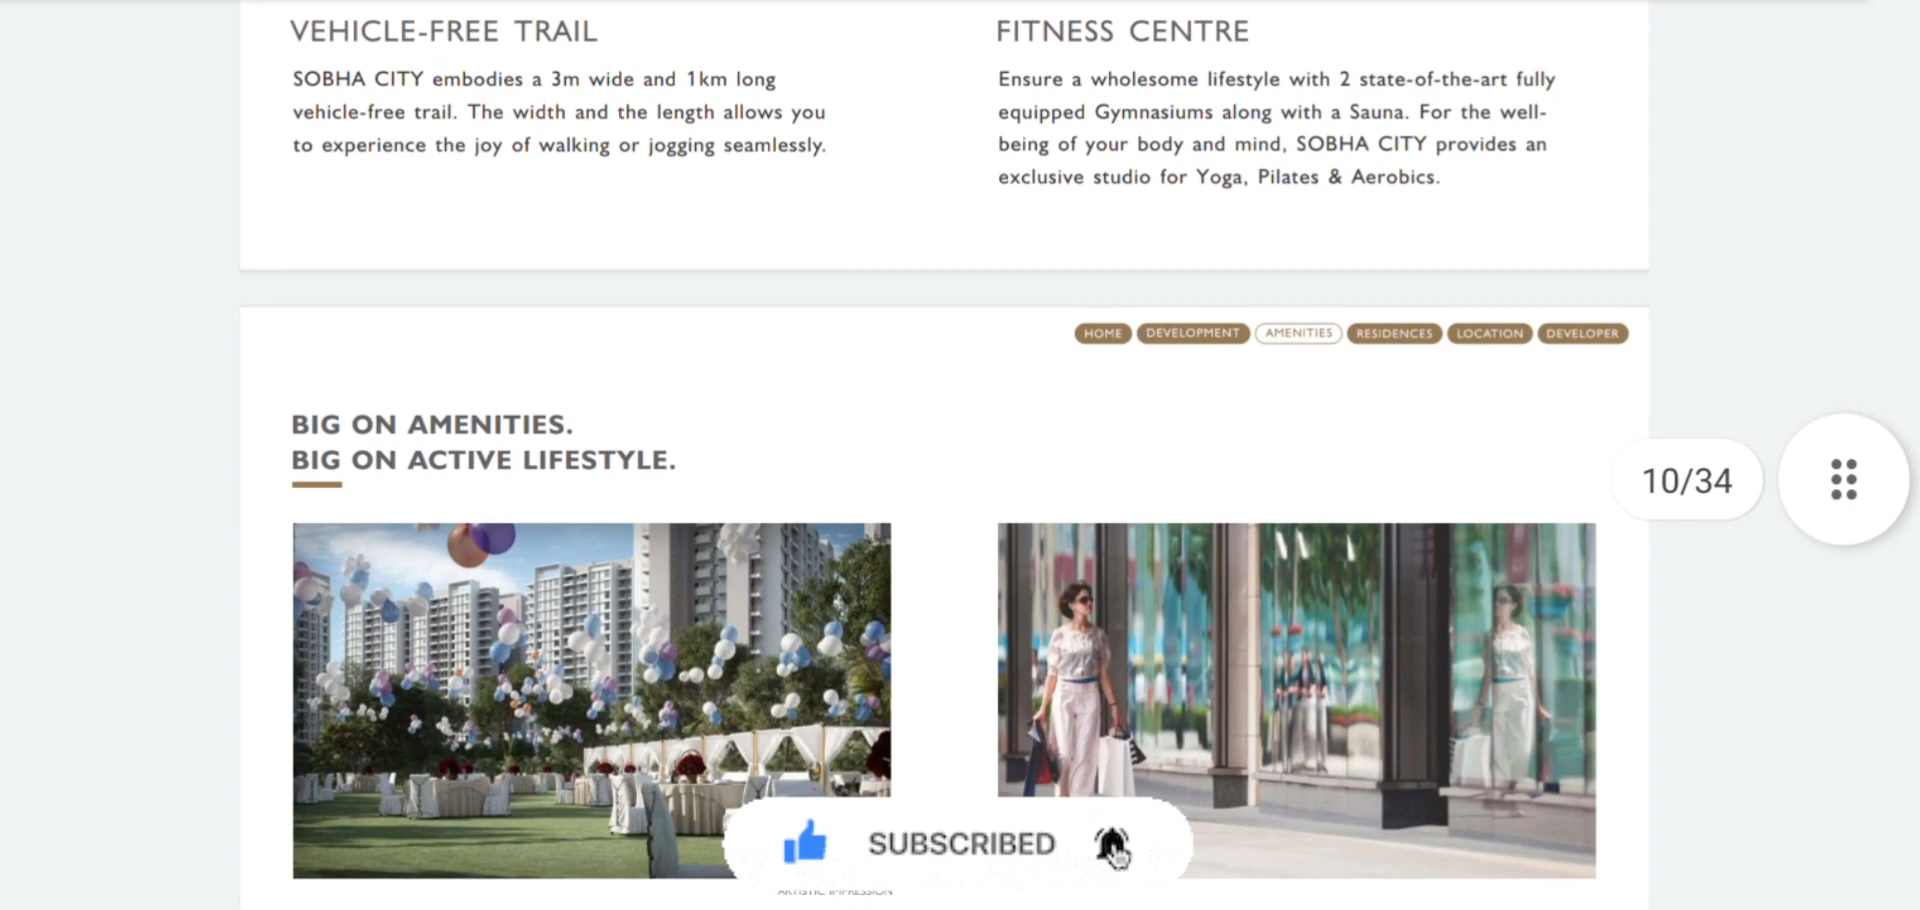 VEHICLE-FREE TRAIL
SOBHA CITY embodies a 3m wide and 1km long
vehicle-free trail. The width and the length allows you
to experience the joy of walking or jogging seamlessly.
FITNESS CENTRE
Ensure a wholesome lifestyle with 2 state-of-the-art fully
equipped Gymnasiums along with a Sauna. For the well-
being of your body and mind, SOBHA CITY provides an
exclusive studio for Yoga, Pilates & Aerobics.
HOME DEVELOPMENT AMENITIES RESIDENCES LOCATION DEVELOPER
BIG ON AMENITIES.
BIG ON ACTIVE LIFESTYLE.
10/34
SUBSCRIBED
ARTISTIC IMPRESSION